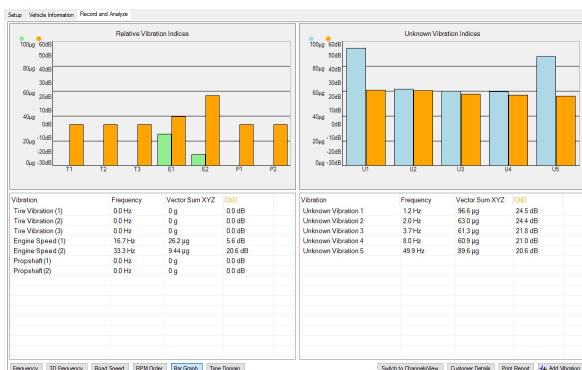 Setup Vehicle Information Record and Analyze
Relative Vibration Indices
100µg 60dB
50dB
80µg 40dB
30dB
60µg 20dB
10dB
40µg 0dB
-10dB
20µg -20dB
0µg -30dB
T1 T2 T3 E1 E2 P1 P2
Unknown Vibration Indices
100µg 60dB
50dB
80µg 40dB
30dB
60µg 20dB
10dB
40µg 0dB
-10dB
20µg -20dB
0µg -30dB
U1 U2 U3 U4 U5
Vibration Frequency Vector Sum XYZ ChD
Tire Vibration (1) 0.0 Hz 0 g 0.0 dB
Tire Vibration (2) 0.0 Hz 0 g 0.0 dB
Tire Vibration (3) 0.0 Hz 0 g 0.0 dB
Engine Speed (1) 16.7 Hz 26.2 µg 5.6 dB
Engine Speed (2) 33.3 Hz 9.44 µg 20.6 dB
Propshaft (1) 0.0 Hz 0 g 0.0 dB
Propshaft (2) 0.0 Hz 0 g 0.0 dB
Vibration Frequency Vector Sum XYZ ChD
Unknown Vibration 1 1.2 Hz 96.6 µg 24.5 dB
Unknown Vibration 2 2.0 Hz 63.0 µg 24.4 dB
Unknown Vibration 3 3.7 Hz 61.3 µg 21.8 dB
Unknown Vibration 4 8.0 Hz 60.9 µg 21.0 dB
Unknown Vibration 5 49.9 Hz 89.6 µg 20.6 dB
Frequency 3D Frequency Road Speed RPM Order Bar Graph Time Domain Switch to ChannelsView Customer Details Print Report Add Vibration